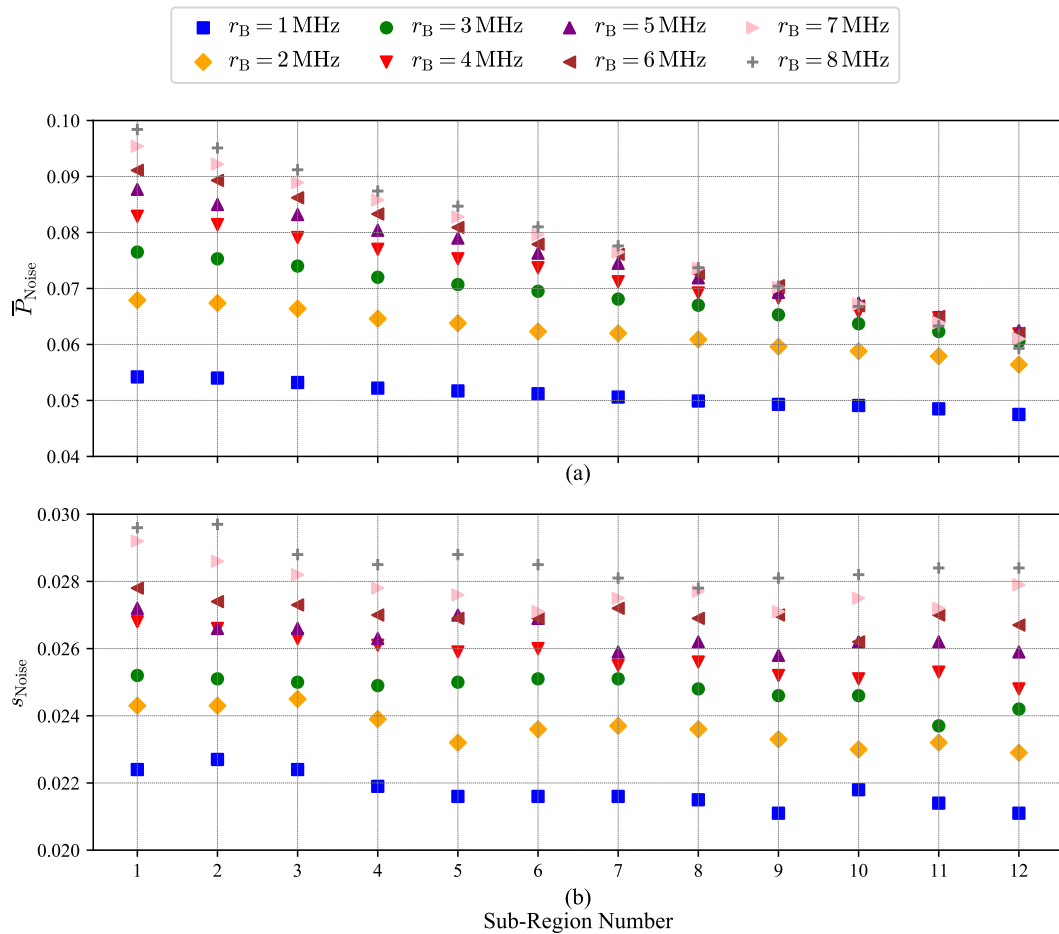 r_B = 1 MHz r_B = 3 MHz r_B = 5 MHz r_B = 7 MHz
r_B = 2 MHz r_B = 4 MHz r_B = 6 MHz r_B = 8 MHz
0.10
0.09
0.08
0.07
0.06
0.05
0.04
P̅_Noise
(a)
0.030
0.028
0.026
0.024
0.022
0.020
s_Noise
1 2 3 4 5 6 7 8 9 10 11 12
(b)
Sub-Region Number